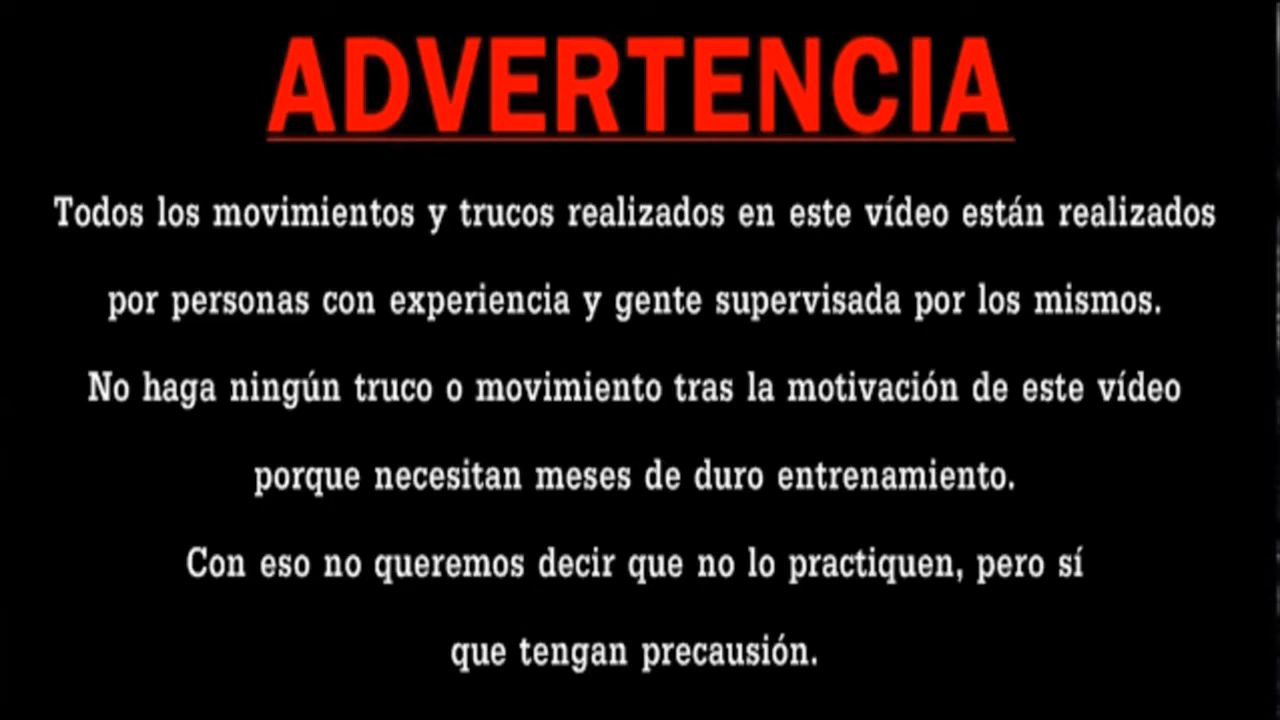 ADVERTENCIA
Todos los movimientos y trucos realizados en este vídeo están realizados
por personas con experiencia y gente supervisada por los mismos.
No haga ningún truco o movimiento tras la motivación de este vídeo
porque necesitan meses de duro entrenamiento.
Con eso no queremos decir que no lo practiquen, pero sí
que tengan precausión.